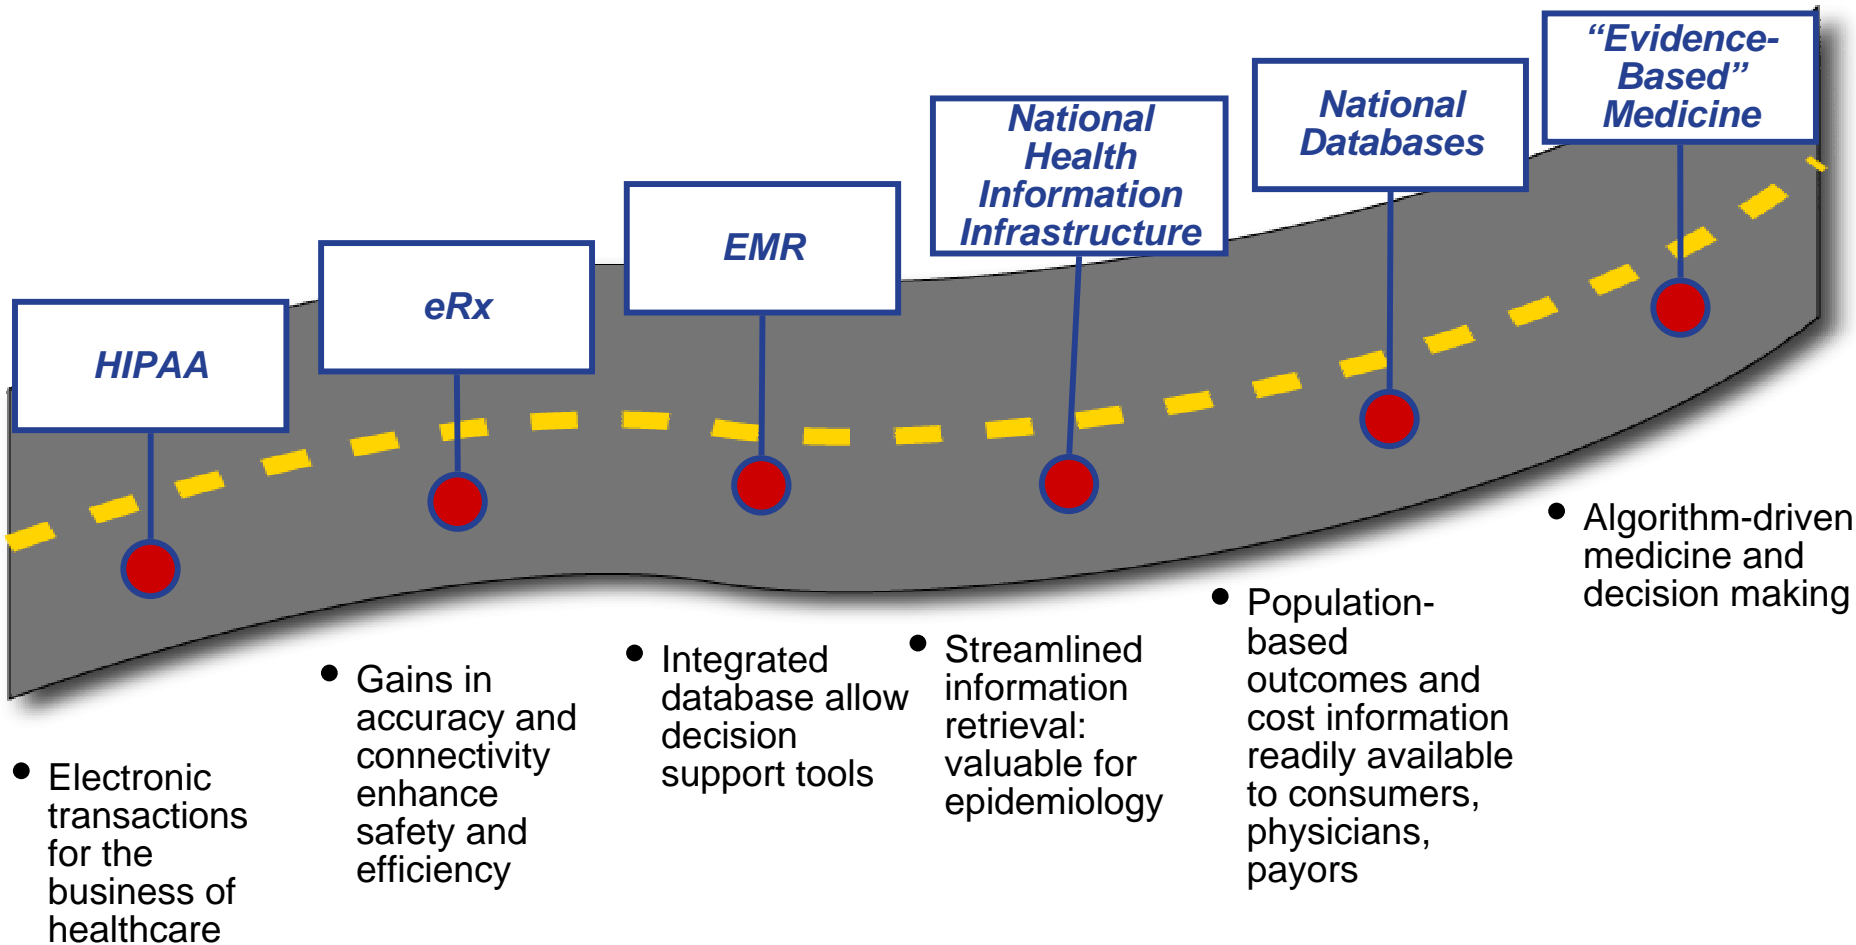 HIPAA
eRx
EMR
National
Health
Information
Infrastructure
National
Databases
“Evidence-
Based”
Medicine
• Electronic
transactions
for the
business of
healthcare
• Gains in
accuracy and
connectivity
enhance
safety and
efficiency
• Integrated
database allow
decision
support tools
• Streamlined
information
retrieval:
valuable for
epidemiology
• Population-
based
outcomes and
cost information
readily available
to consumers,
physicians,
payors
• Algorithm-driven
medicine and
decision making